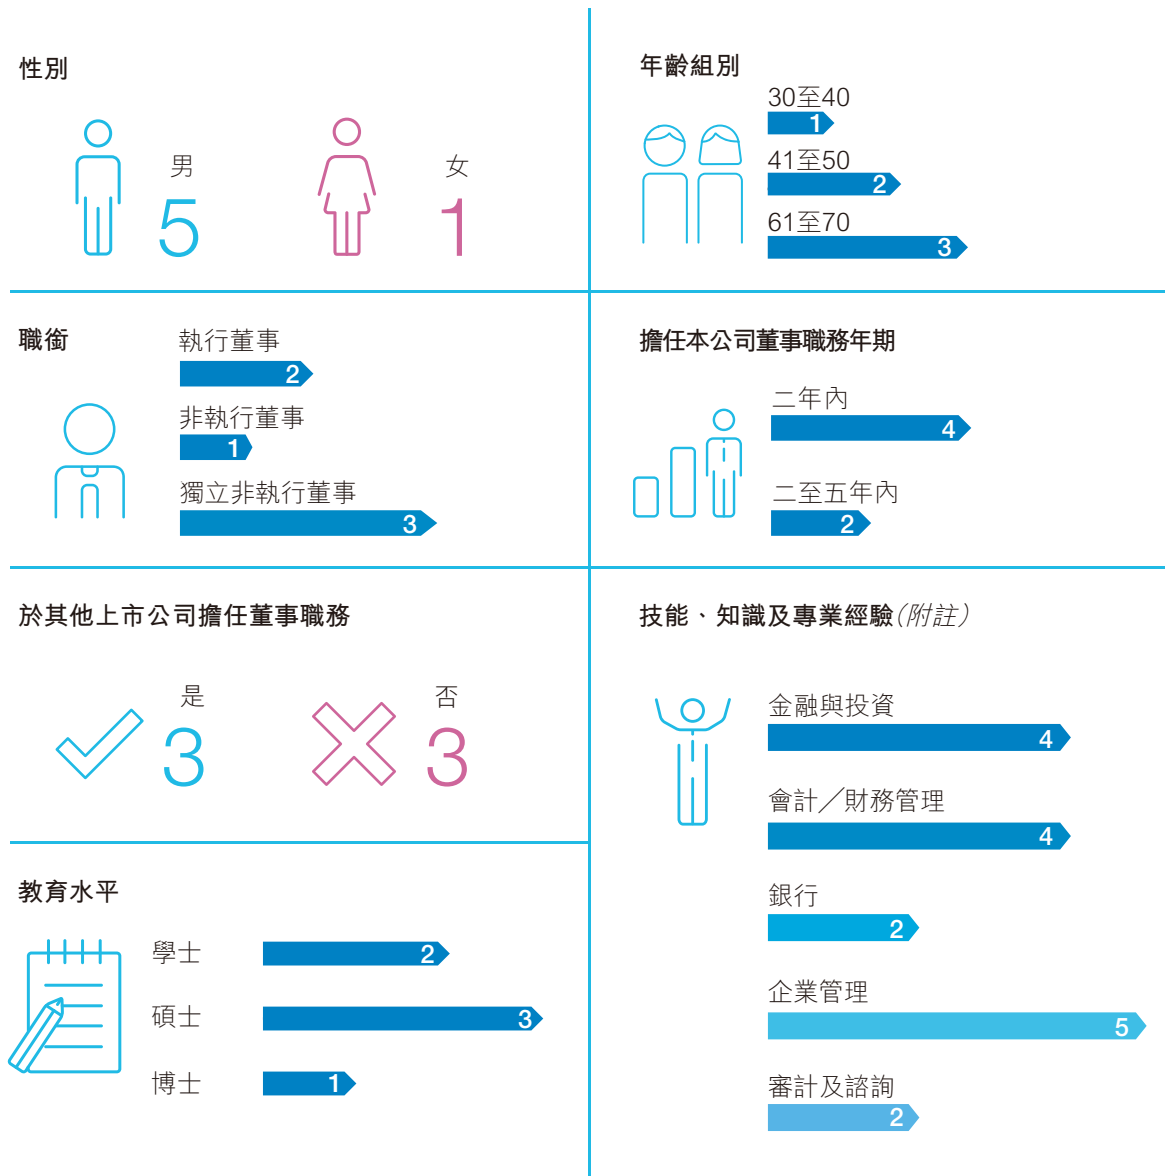 性別
男
5
女
1
年齡組別
30至40
1
41至50
2
61至70
3
職銜
執行董事
2
非執行董事
1
獨立非執行董事
3
擔任本公司董事職務年期
二年內
4
二至五年內
2
於其他上市公司擔任董事職務
是
3
否
3
技能、知識及專業經驗(附註)
金融與投資
4
會計／財務管理
4
銀行
2
企業管理
5
審計及諮詢
2
教育水平
學士
2
碩士
3
博士
1